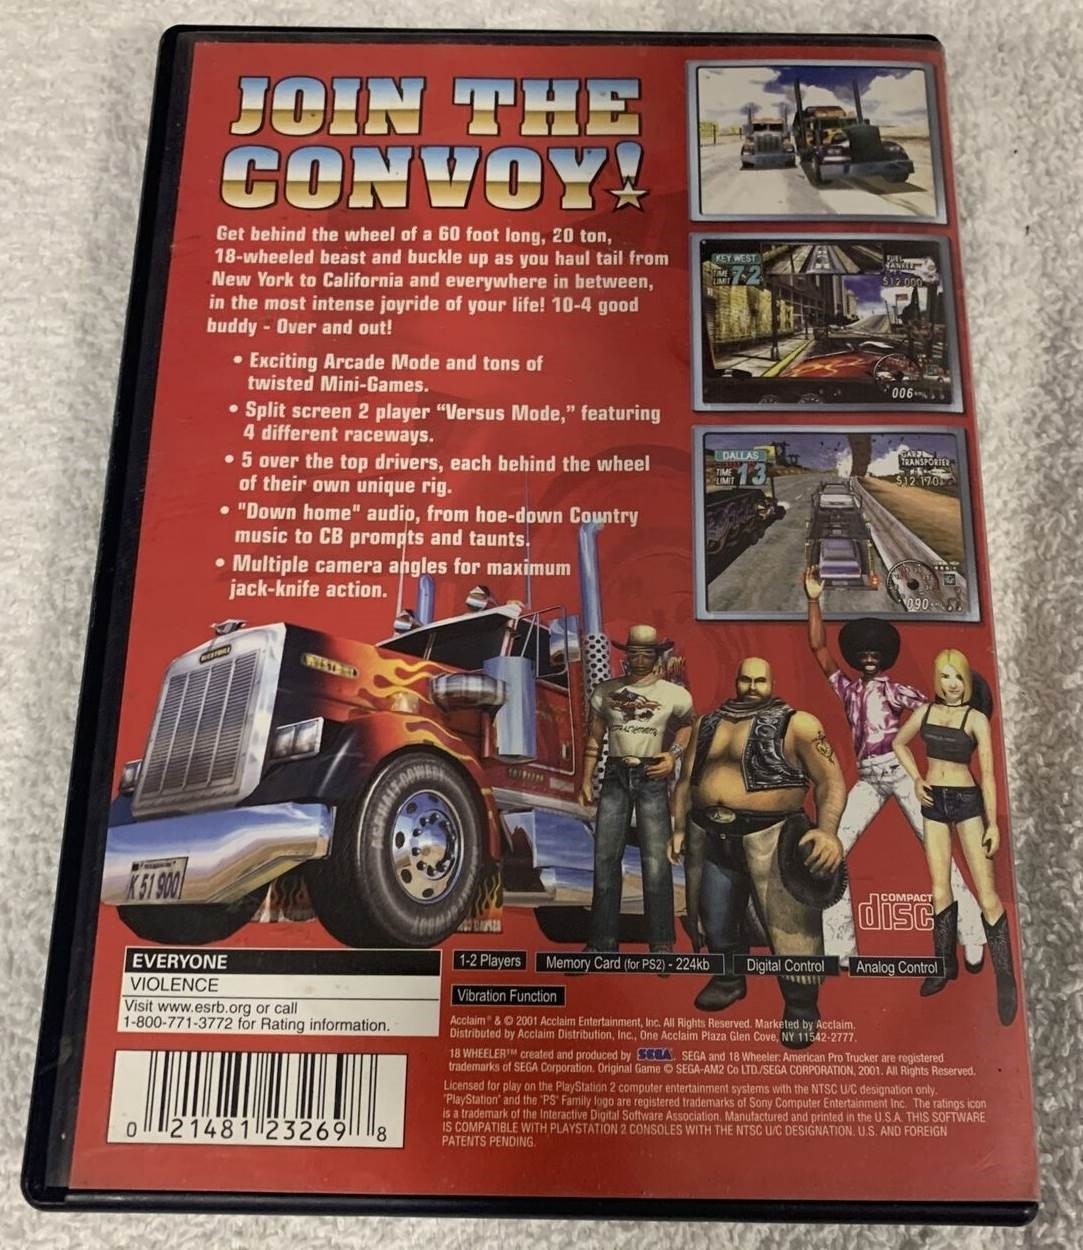 JOIN THE
CONVOY!
Get behind the wheel of a 60 foot long, 20 ton,
18-wheeled beast and buckle up as you haul tail from
New York to California and everywhere in between,
in the most intense joyride of your life! 10-4 good
buddy - Over and out!
• Exciting Arcade Mode and tons of
twisted Mini-Games.
• Split screen 2 player “Versus Mode,” featuring
4 different raceways.
• 5 over the top drivers, each behind the wheel
of their own unique rig.
• "Down home" audio, from hoe-down Country
music to CB prompts and taunts.
• Multiple camera angles for maximum
jack-knife action.
KEY WEST
TIME
LIMIT 72
006
DALLAS
TIME
LIMIT 13
TRANSPORTER
$12,170
090
K 51 900
COMPACT
disc
EVERYONE
VIOLENCE
Visit www.esrb.org or call
1-800-771-3772 for Rating information.
1-2 Players
Memory Card (for PS2) - 224kb
Digital Control
Analog Control
Vibration Function
Acclaim® & © 2001 Acclaim Entertainment, Inc. All Rights Reserved. Marketed by Acclaim.
Distributed by Acclaim Distribution, Inc., One Acclaim Plaza Glen Cove, NY 11542-2777.
18 WHEELER™ created and produced by SEGA. SEGA and 18 Wheeler: American Pro Trucker are registered
trademarks of SEGA Corporation. Original Game © SEGA-AM2 Co LTD./SEGA CORPORATION, 2001. All Rights Reserved.
Licensed for play on the PlayStation 2 computer entertainment systems with the NTSC U/C designation only.
"PlayStation" and the "PS" Family logo are registered trademarks of Sony Computer Entertainment Inc. The ratings icon
is a trademark of the Interactive Digital Software Association. Manufactured and printed in the U.S.A. THIS SOFTWARE
IS COMPATIBLE WITH PLAYSTATION 2 CONSOLES WITH THE NTSC U/C DESIGNATION. U.S. AND FOREIGN
PATENTS PENDING.
0 21481 23269 8